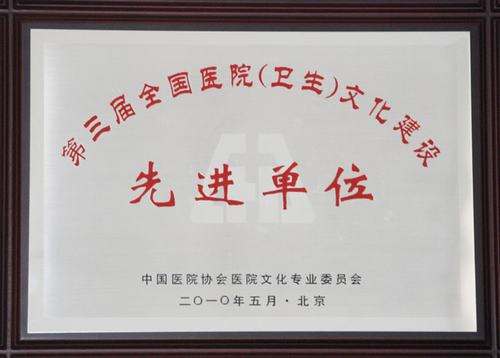 第三届全国医院(卫生)文化建设
先进单位
中国医院协会医院文化专业委员会
二〇一〇年五月·北京